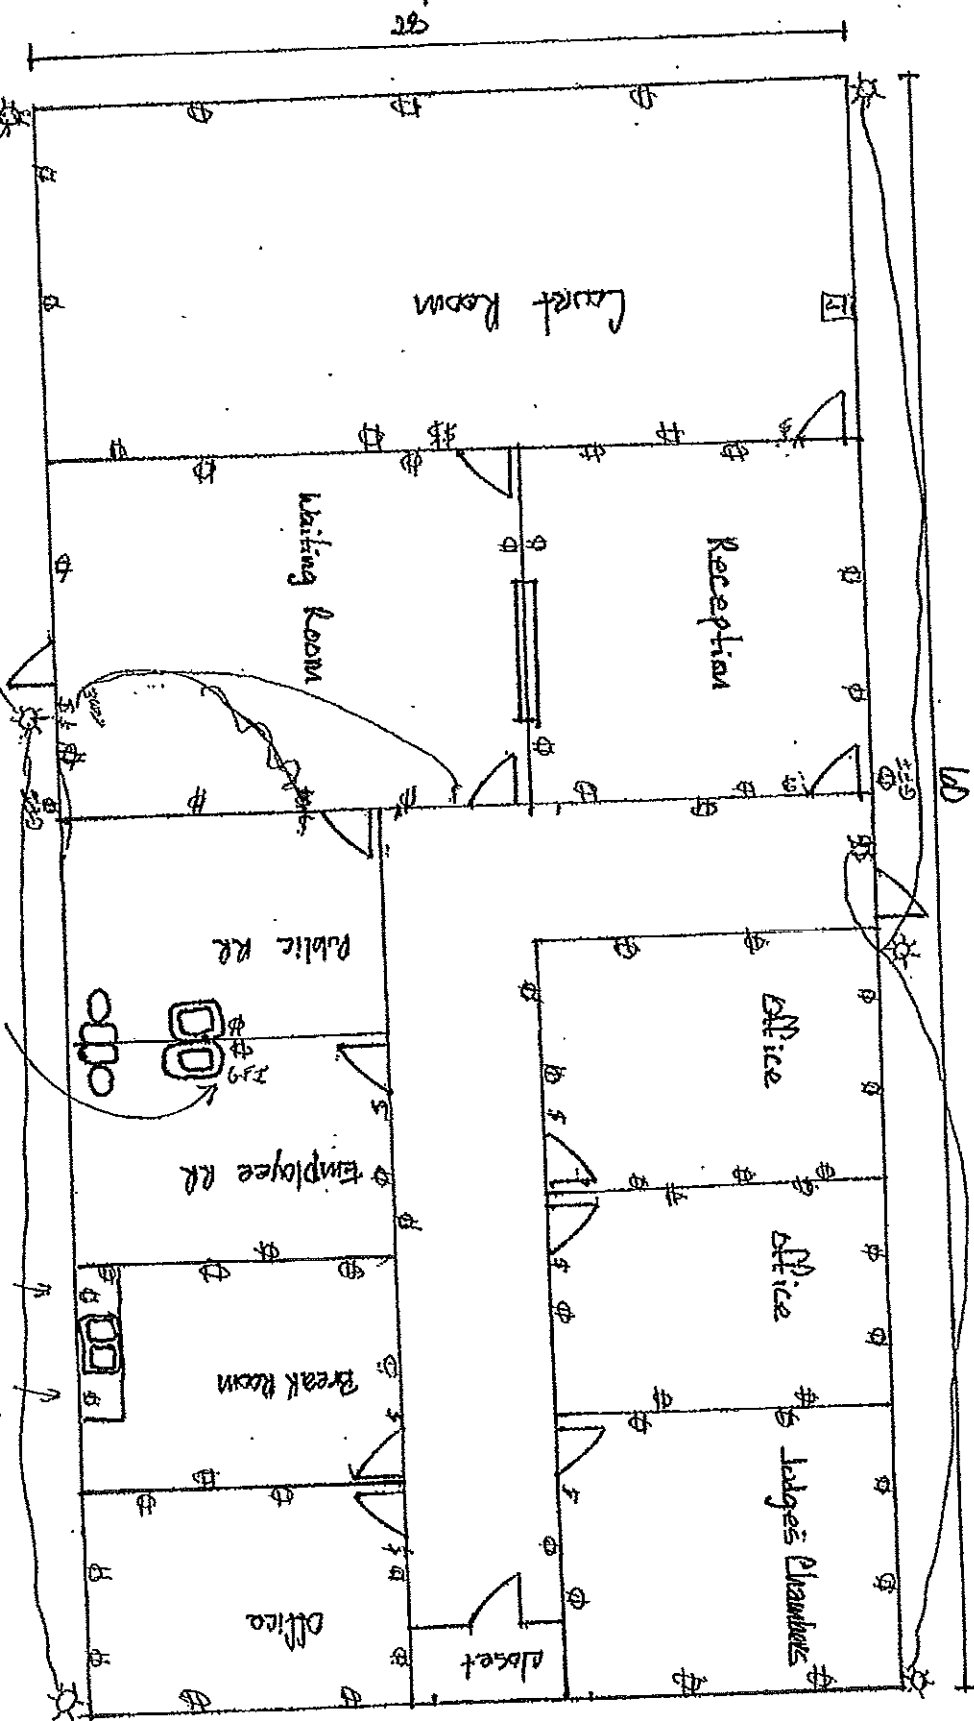 28'
60
Court Room
Waiting Room
Reception
Public RR
Office
Employee RR
Office
Break Room
Judges Chambers
Office
closet